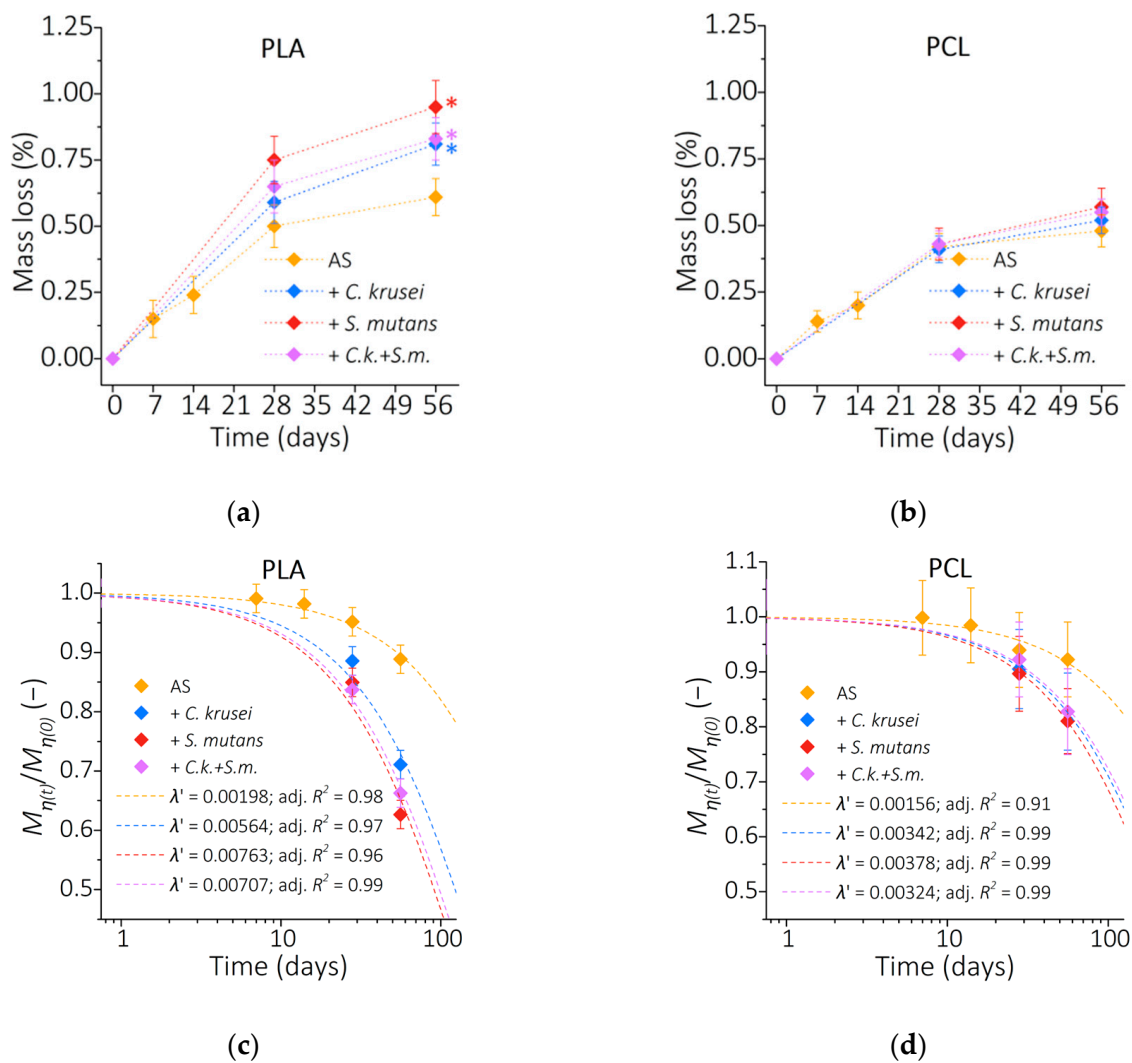 PLA
1.25
1.00
0.75
0.50
0.25
0.00
Mass loss (%)
*
*
*
AS
+ C. krusei
+ S. mutans
+ C.k.+S.m.
0 7 14 21 28 35 42 49 56
Time (days)
(a)
PCL
1.25
1.00
0.75
0.50
0.25
0.00
Mass loss (%)
AS
+ C. krusei
+ S. mutans
+ C.k.+S.m.
0 7 14 21 28 35 42 49 56
Time (days)
(b)
PLA
1.0
0.9
0.8
0.7
0.6
0.5
Mη(t)/Mη(0) (–)
AS
+ C. krusei
+ S. mutans
+ C.k.+S.m.
λ' = 0.00198; adj. R² = 0.98
λ' = 0.00564; adj. R² = 0.97
λ' = 0.00763; adj. R² = 0.96
λ' = 0.00707; adj. R² = 0.99
1 10 100
Time (days)
(c)
PCL
1.1
1.0
0.9
0.8
0.7
0.6
0.5
Mη(t)/Mη(0) (–)
AS
+ C. krusei
+ S. mutans
+ C.k.+S.m.
λ' = 0.00156; adj. R² = 0.91
λ' = 0.00342; adj. R² = 0.99
λ' = 0.00378; adj. R² = 0.99
λ' = 0.00324; adj. R² = 0.99
1 10 100
Time (days)
(d)